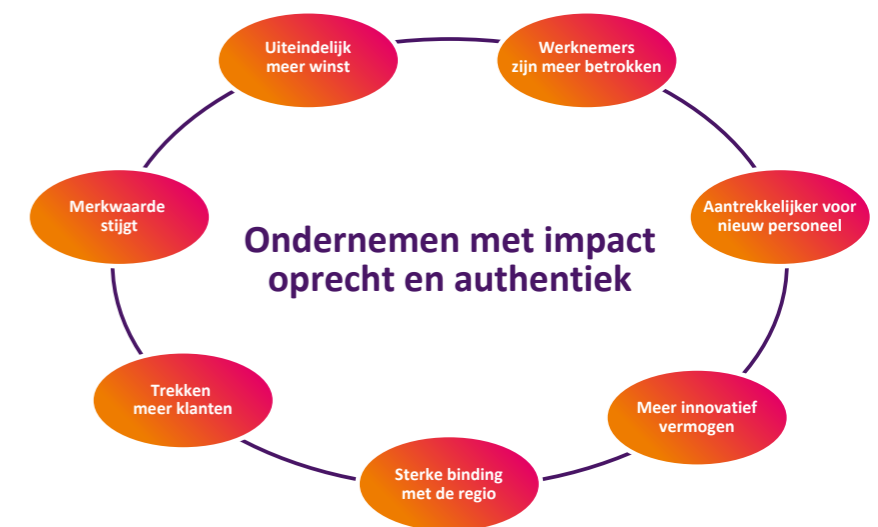 Uiteindelijk
meer winst
Werknemers
zijn meer betrokken
Merkwaarde
stijgt
Aantrekkelijker voor
nieuw personeel
Ondernemen met impact
oprecht en authentiek
Trekken
meer klanten
Meer innovatief
vermogen
Sterke binding
met de regio